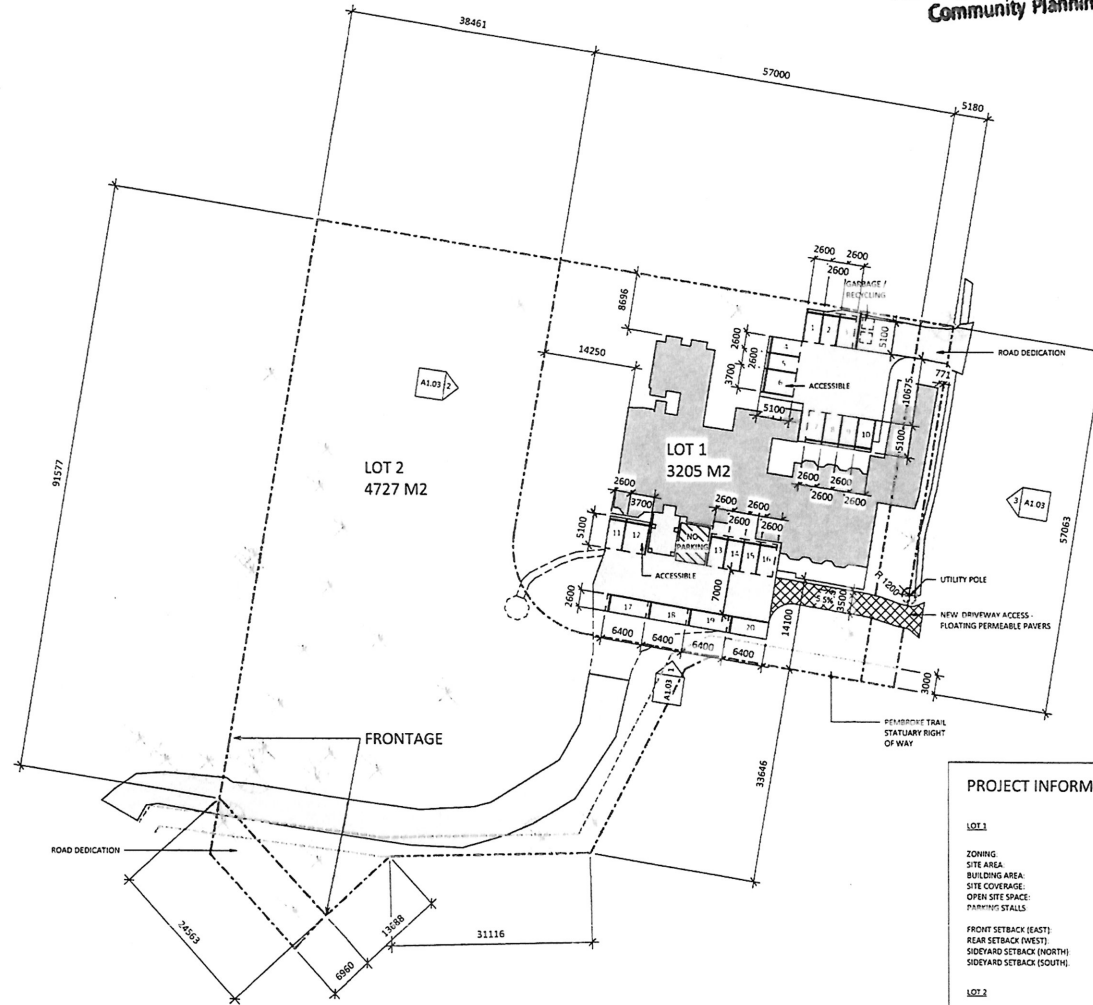 Community Plannin
38461
57000
5180
2600 2600
2600
GARBAGE /
RECYCLING
8696
1 2
5100
2600
2600
3700
6
ACCESSIBLE
5100
ROAD DEDICATION
771
10675
14250
A1.03 2
10
5100
91577
LOT 2
4727 M2
LOT 1
3205 M2
2600 2600
2600 2600
3 A1.03
57063
2600
3700
2600 2600
2600 2600
5100
11 12
NO
PARKING
13 14 15 16
ACCESSIBLE
7000
R 1200
UTILITY POLE
3500
NEW DRIVEWAY ACCESS -
FLOATING PERMEABLE PAVERS
2600
17 18 19 20
14100
6400 6400 6400 6400
A1.03 1
3000
PEMBROKE TRAIL
STATUARY RIGHT
OF WAY
FRONTAGE
33646
ROAD DEDICATION
24563
13688
6960
31116
PROJECT INFORM
LOT 1
ZONING:
SITE AREA:
BUILDING AREA:
SITE COVERAGE:
OPEN SITE SPACE:
PARKING STALLS:
FRONT SETBACK (EAST):
REAR SETBACK (WEST):
SIDEYARD SETBACK (NORTH):
SIDEYARD SETBACK (SOUTH):
LOT 2